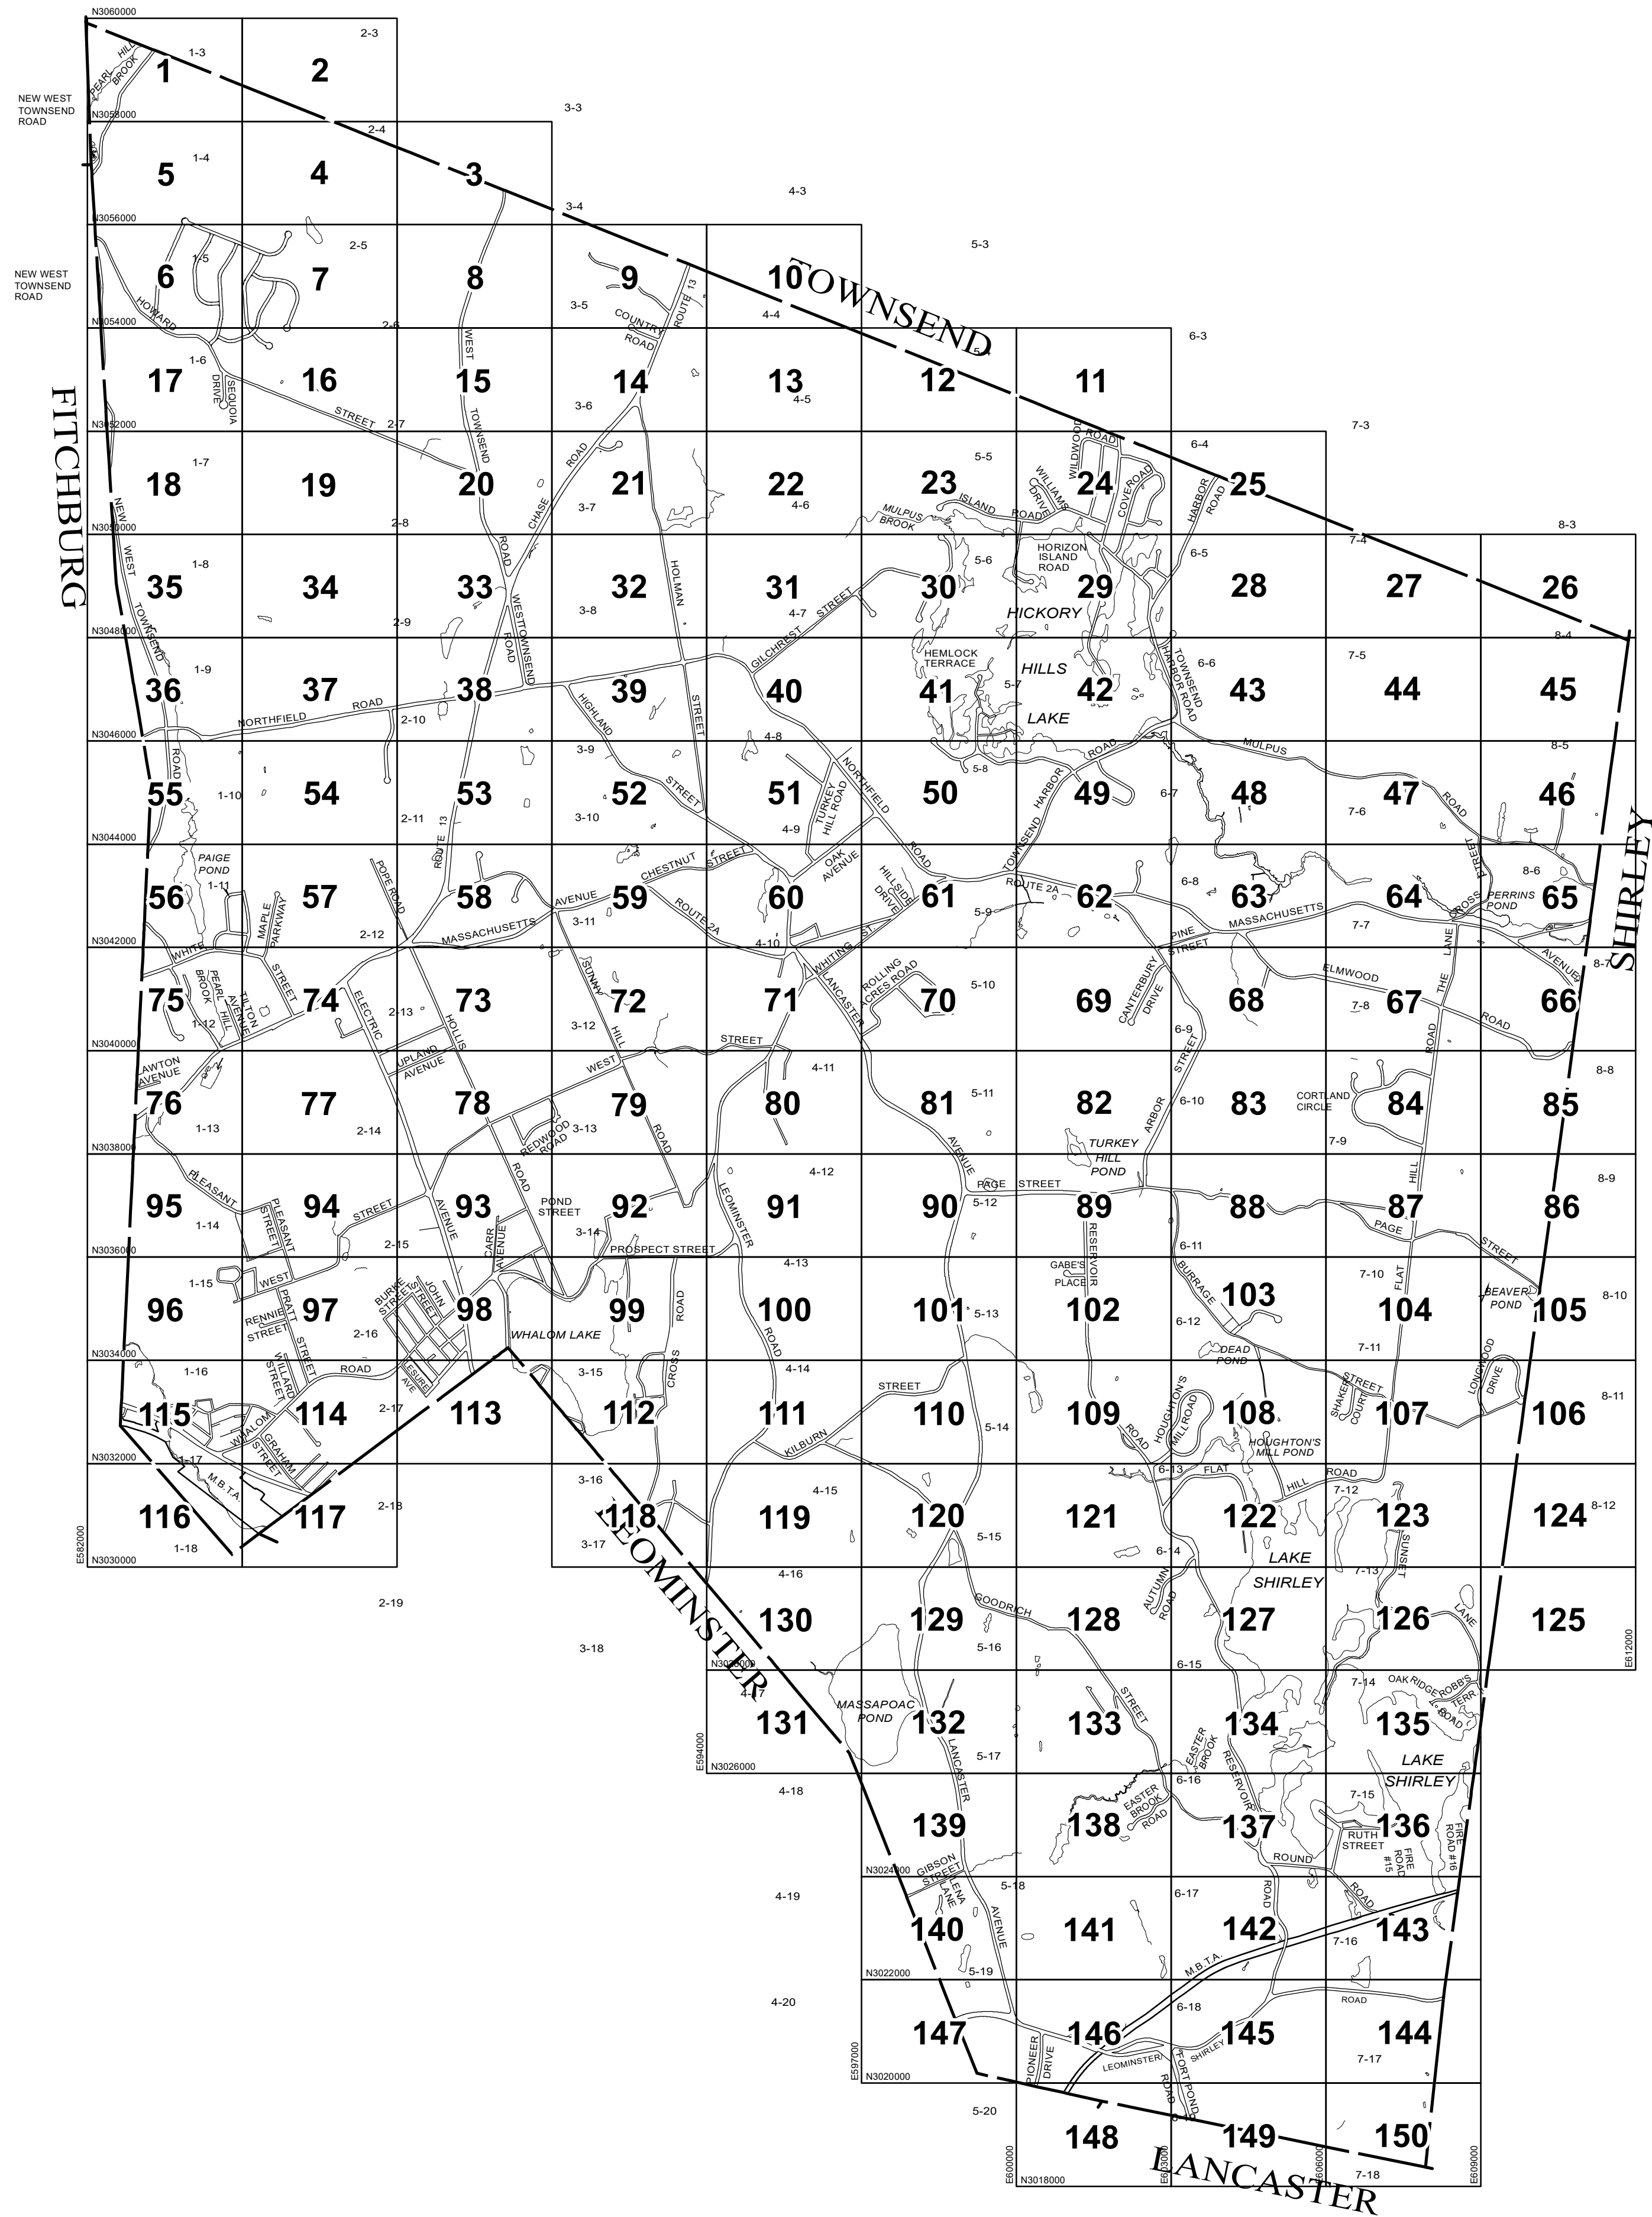 N3060000
2-3
1-3
PEARL HILL
BROOK
1
2
NEW WEST
TOWNSEND
ROAD
3-3
N3058000
2-4
1-4
5
4
3
4-3
3-4
N3056000
5-3
2-5
1-5
NEW WEST
TOWNSEND
ROAD
6
7
8
9
10
TOWNSEND
3-5
ROUTE 13
COUNTRY
ROAD
4-4
HOWARD
N3054000
2-6
6-3
WEST
1-6
17
16
15
14
13
12
11
SEQUOIA
DRIVE
4-5
3-6
STREET
2-7
TOWNSEND
N3052000
7-3
FITCHBURG
WILDWOOD
ROAD
6-4
ROAD
5-5
1-7
18
19
20
21
22
23
24
25
WILLIAMS
DRIVE
COVE ROAD
HARBOR
ROAD
3-7
4-6
CHASE
ISLAND
ROAD
MULPUS
BROOK
NEW
2-8
N3050000
8-3
7-4
WEST
ROAD
HORIZON
ISLAND
ROAD
6-5
5-6
1-8
HOLMAN
35
34
33
32
31
30
29
28
27
26
3-8
4-7
STREET
HICKORY
WEST TOWNSEND
ROAD
TOWNSEND
2-9
N3048000
8-4
GILCHREST
HEMLOCK
TERRACE
7-5
6-6
TOWNSEND
HARBOR ROAD
1-9
HILLS
5-7
36
37
38
39
40
41
42
43
44
45
HIGHLAND
STREET
NORTHFIELD
ROAD
2-10
LAKE
N3046000
4-8
3-9
ROAD
MULPUS
8-5
ROAD
5-8
NORTHFIELD
1-10
55
54
53
52
51
50
49
48
47
46
STREET
TURKEY
HILL ROAD
HARBOR
6-7
ROAD
7-6
3-10
2-11
4-9
ROUTE 13
TOWNSEND
N3044000
SHIRLEY
PAIGE
POND
1-11
OAK
AVENUE
ROAD
CHESTNUT
STREET
STREET
8-6
POPE ROAD
HILLSIDE
DRIVE
ROUTE 2A
6-8
56
57
58
59
60
61
62
63
64
65
PERRINS
POND
CROSS
MAPLE
PARKWAY
AVENUE
ROUTE 2A
3-11
5-9
7-7
MASSACHUSETTS
MASSACHUSETTS
2-12
4-10
WHITING ST.
PINE
STREET
WHITE
N3042000
LANE
AVENUE
8-7
SUNNY
LANCASTER
ROLLING
ACRES ROAD
STREET
PEARL HILL
BROOK
ELMWOOD
CANTERBURY
DRIVE
THE
5-10
75
74
73
72
71
70
69
68
67
66
TILTON
AVENUE
ELECTRIC
2-13
7-8
1-12
3-12
HILL
HOLLIS
6-9
ROAD
STREET
STREET
ROAD
N3040000
UPLAND
AVENUE
WEST
4-11
8-8
LAWTON
AVENUE
5-11
CORTLAND
CIRCLE
76
77
78
79
80
81
82
83
84
85
6-10
ARBOR
1-13
2-14
3-13
REDWOOD
ROAD
ROAD
7-9
TURKEY
HILL
POND
AVENUE
N3038000
4-12
HILL
PLEASANT
ROAD
PAGE STREET
8-9
5-12
POND
STREET
LEOMINSTER
95
94
93
92
91
90
89
88
87
86
STREET
PLEASANT
STREET
AVENUE
1-14
3-14
CARR
AVENUE
RESERVOIR
PAGE
STREET
2-15
PROSPECT STREET
6-11
N3036000
4-13
GABE'S
PLACE
BURRAGE
FLAT
7-10
1-15
WEST
BURKE
STREET
JOHN
STREET
BEAVER
POND
8-10
ROAD
103
96
97
98
99
100
101
102
104
105
PRATT
RENNIE
STREET
5-13
6-12
2-16
WHALOM LAKE
STREET
ROAD
7-11
DEAD
POND
N3034000
WILLARD
STREET
ROAD
1-16
3-15
4-14
CROSS
LESURE
AVE
STREET
STREET
SHAKER
COURT
LONGWOOD
DRIVE
8-11
2-17
115
114
113
112
111
110
109
108
107
106
HOUGHTON'S
MILL ROAD
5-14
WHALOM
GRAHAM
STREET
ROAD
KILBURN
HOUGHTON'S
MILL POND
N3032000
1-17
M.B.T.A.
3-16
4-15
6-13
FLAT
HILL
ROAD
7-12
2-18
8-12
116
117
118
119
120
121
122
123
124
5-15
3-17
SUNSET
6-14
LAKE
SHIRLEY
E582000
1-18
N3030000
LEOMINSTER
4-16
7-13
2-19
AUTUMN
ROAD
GOODRICH
LANE
130
129
128
127
126
125
3-18
5-16
6-15
E612000
N3028000
4-17
7-14
OAK RIDGE
ROAD
ROBB'S
TERR.
STREET
MASSAPOAC
POND
131
132
133
134
135
EASTER
BROOK
LANCASTER
5-17
RESERVOIR
LAKE
SHIRLEY
E594000
N3026000
6-16
4-18
7-15
EASTER
BROOK
ROAD
139
138
137
136
RUTH
STREET
FIRE
ROAD
#15
FIRE
ROAD #16
ROUND
GIBSON
STREET
N3024000
LENA
LANE
5-18
6-17
4-19
ROAD
ROAD
AVENUE
140
141
142
143
7-16
M.B.T.A.
5-19
N3022000
4-20
6-18
ROAD
147
146
145
144
PIONEER
DRIVE
LEOMINSTER
SHIRLEY
7-17
FORT POND
ROAD
E597000
N3020000
5-20
148
149
150
LANCASTER
E600000
E603000
E606000
E609000
7-18
N3018000